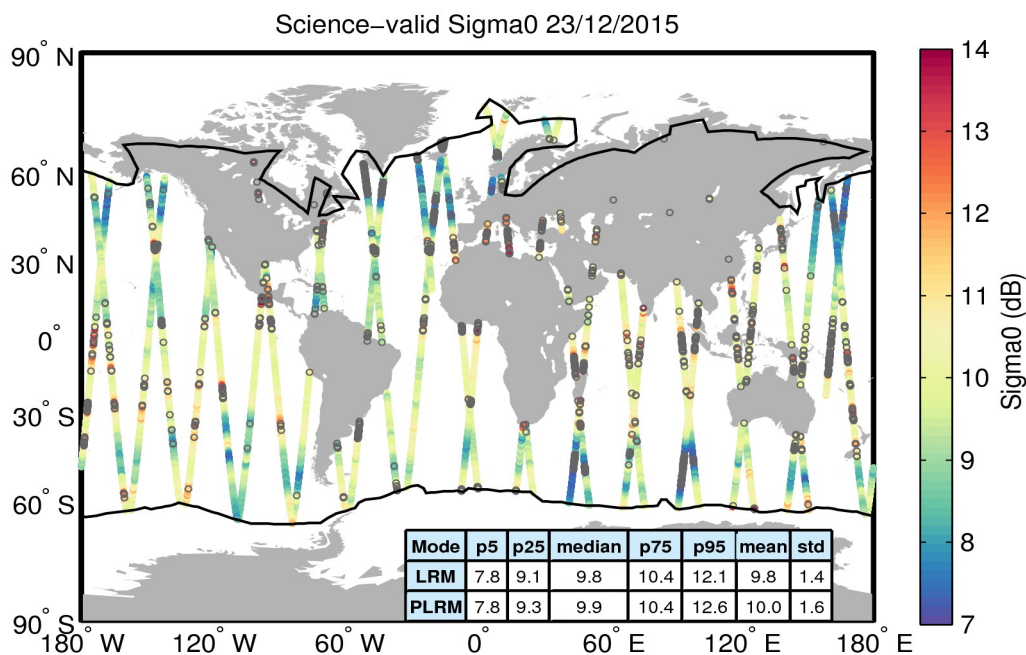 Science−valid Sigma0 23/12/2015
90° N
60° N
30° N
0°
30° S
60° S
90° S
180° W
120° W
60° W
0°
60° E
120° E
180° E
Mode p5 p25 median p75 p95 mean std
LRM 7.8 9.1 9.8 10.4 12.1 9.8 1.4
PLRM 7.8 9.3 9.9 10.4 12.6 10.0 1.6
14
13
12
11
10
9
8
7
Sigma0 (dB)